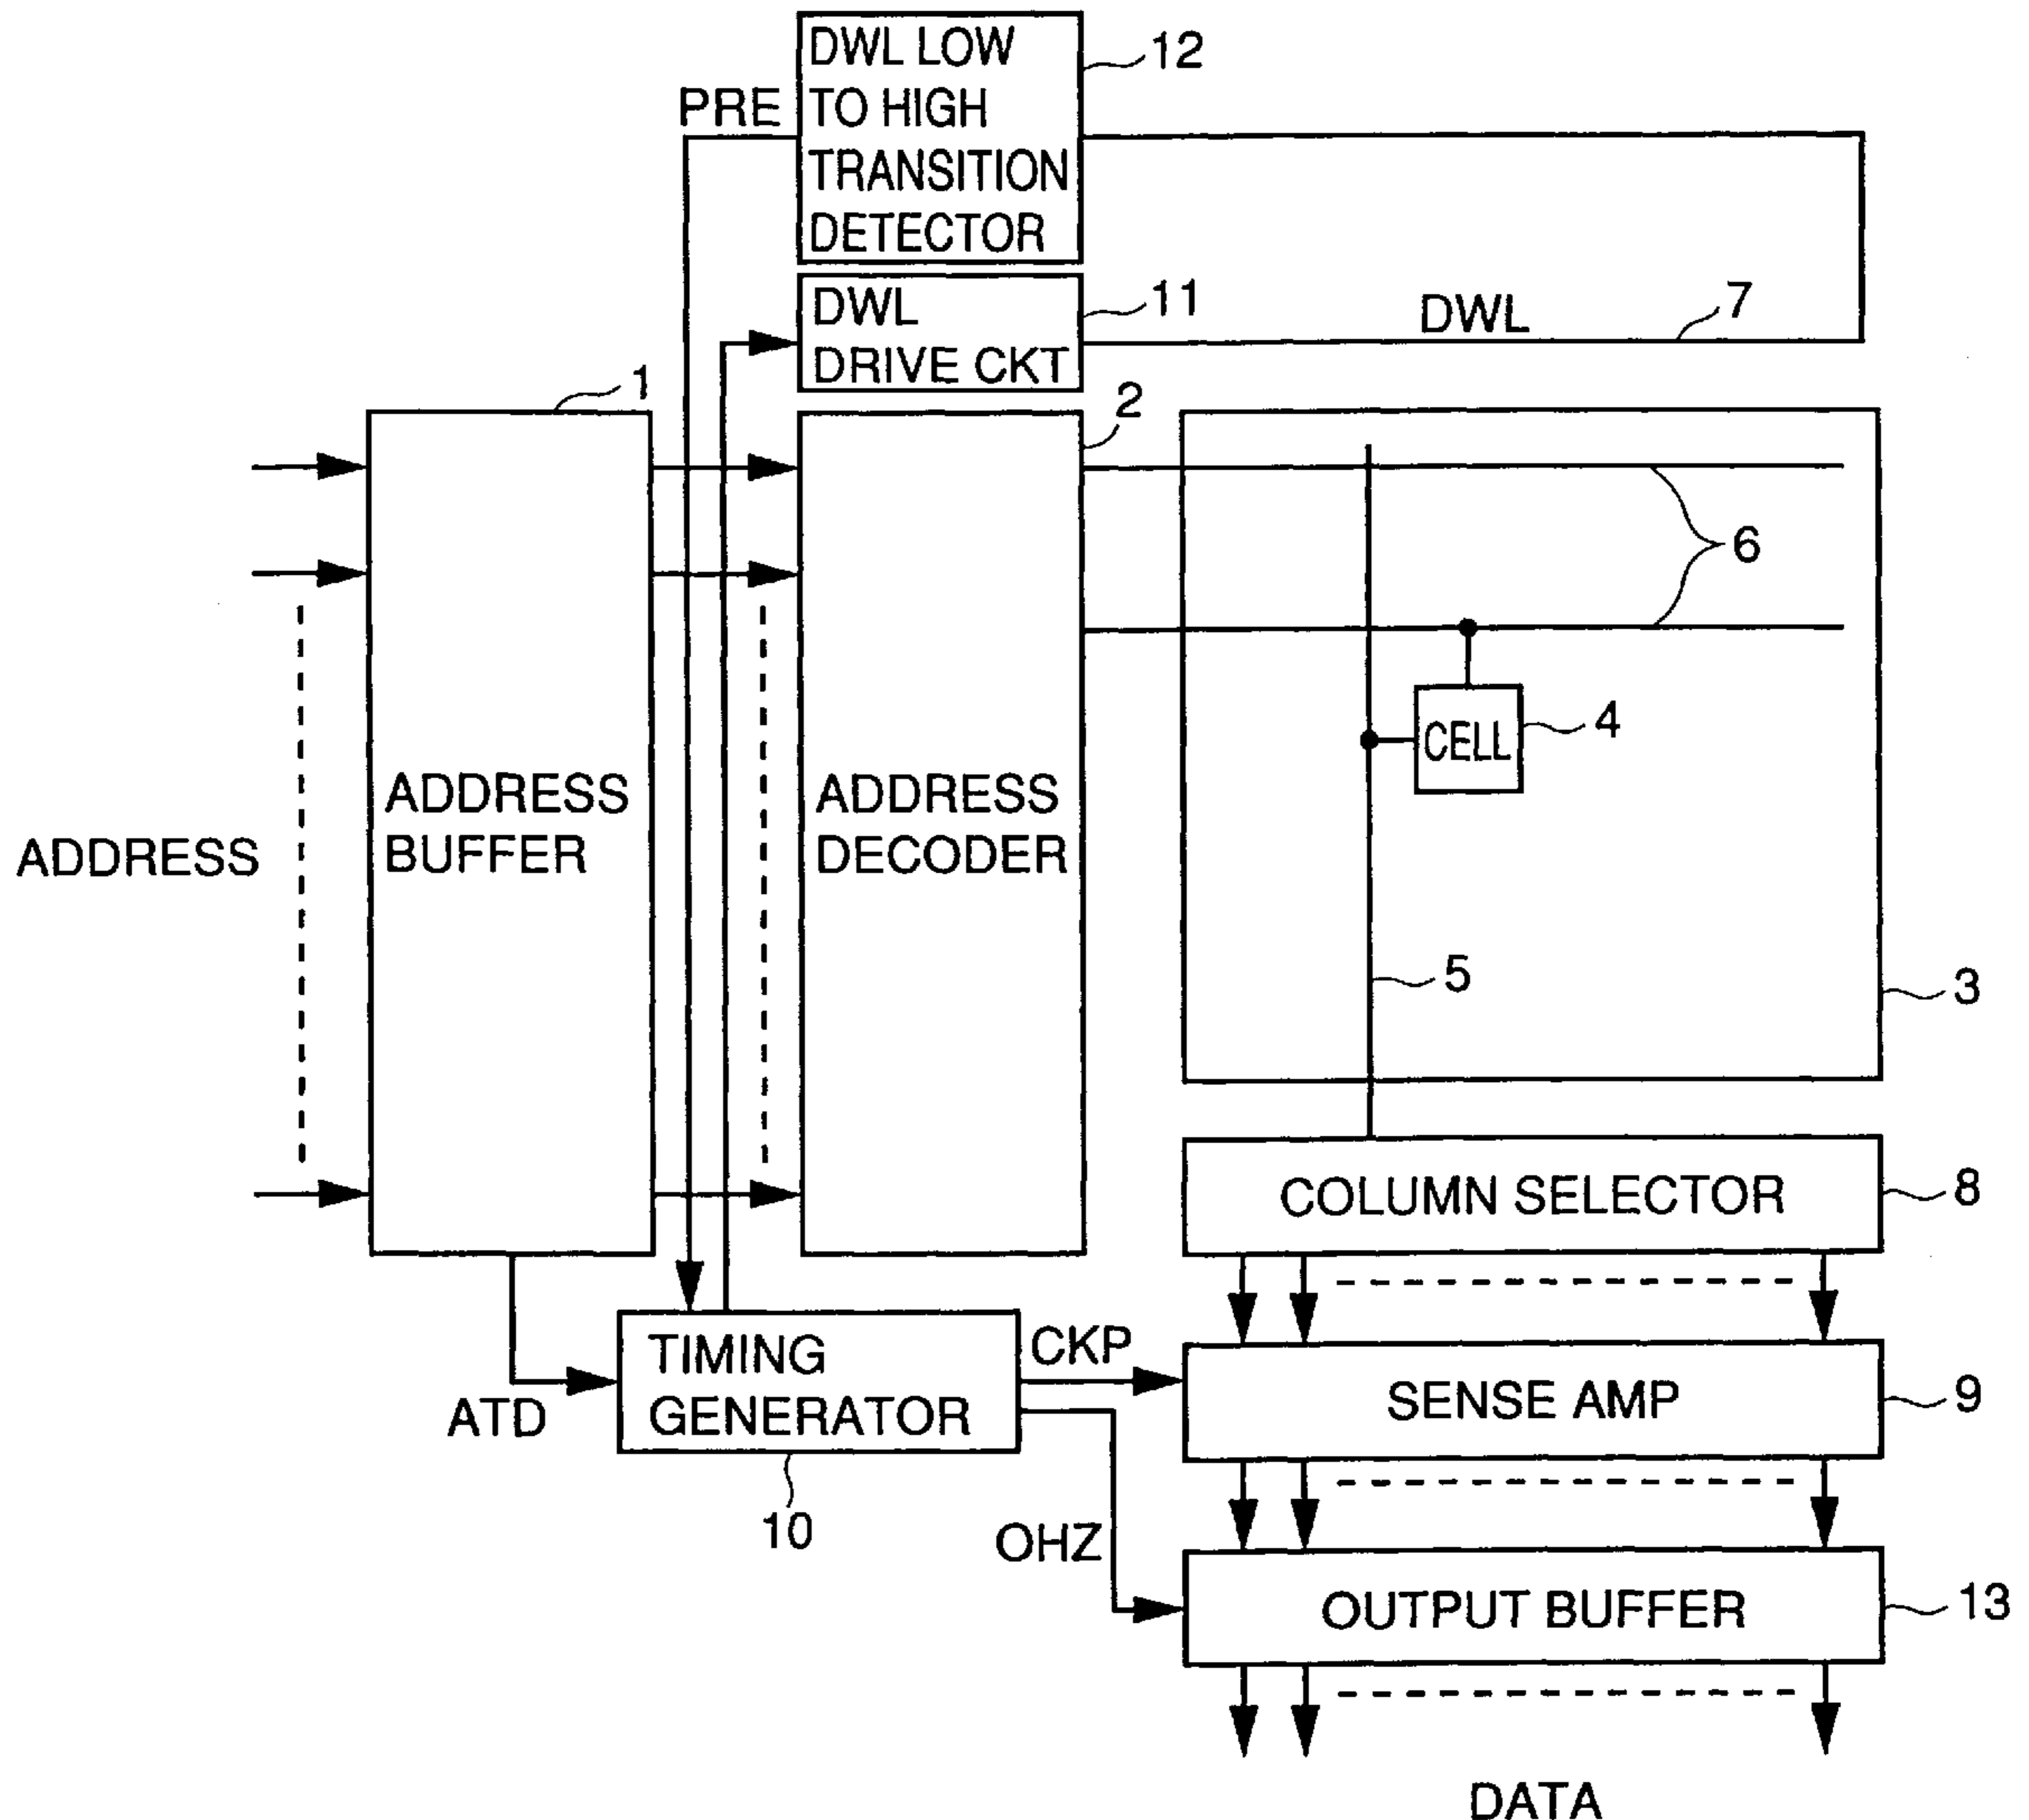 DWL LOW
TO HIGH
TRANSITION
DETECTOR
12
PRE
DWL
DRIVE CKT
11
DWL
7
1
2
6
CELL
4
ADDRESS
ADDRESS
BUFFER
ADDRESS
DECODER
5
3
COLUMN SELECTOR
8
TIMING
GENERATOR
CKP
ATD
SENSE AMP
9
10
OHZ
OUTPUT BUFFER
13
DATA